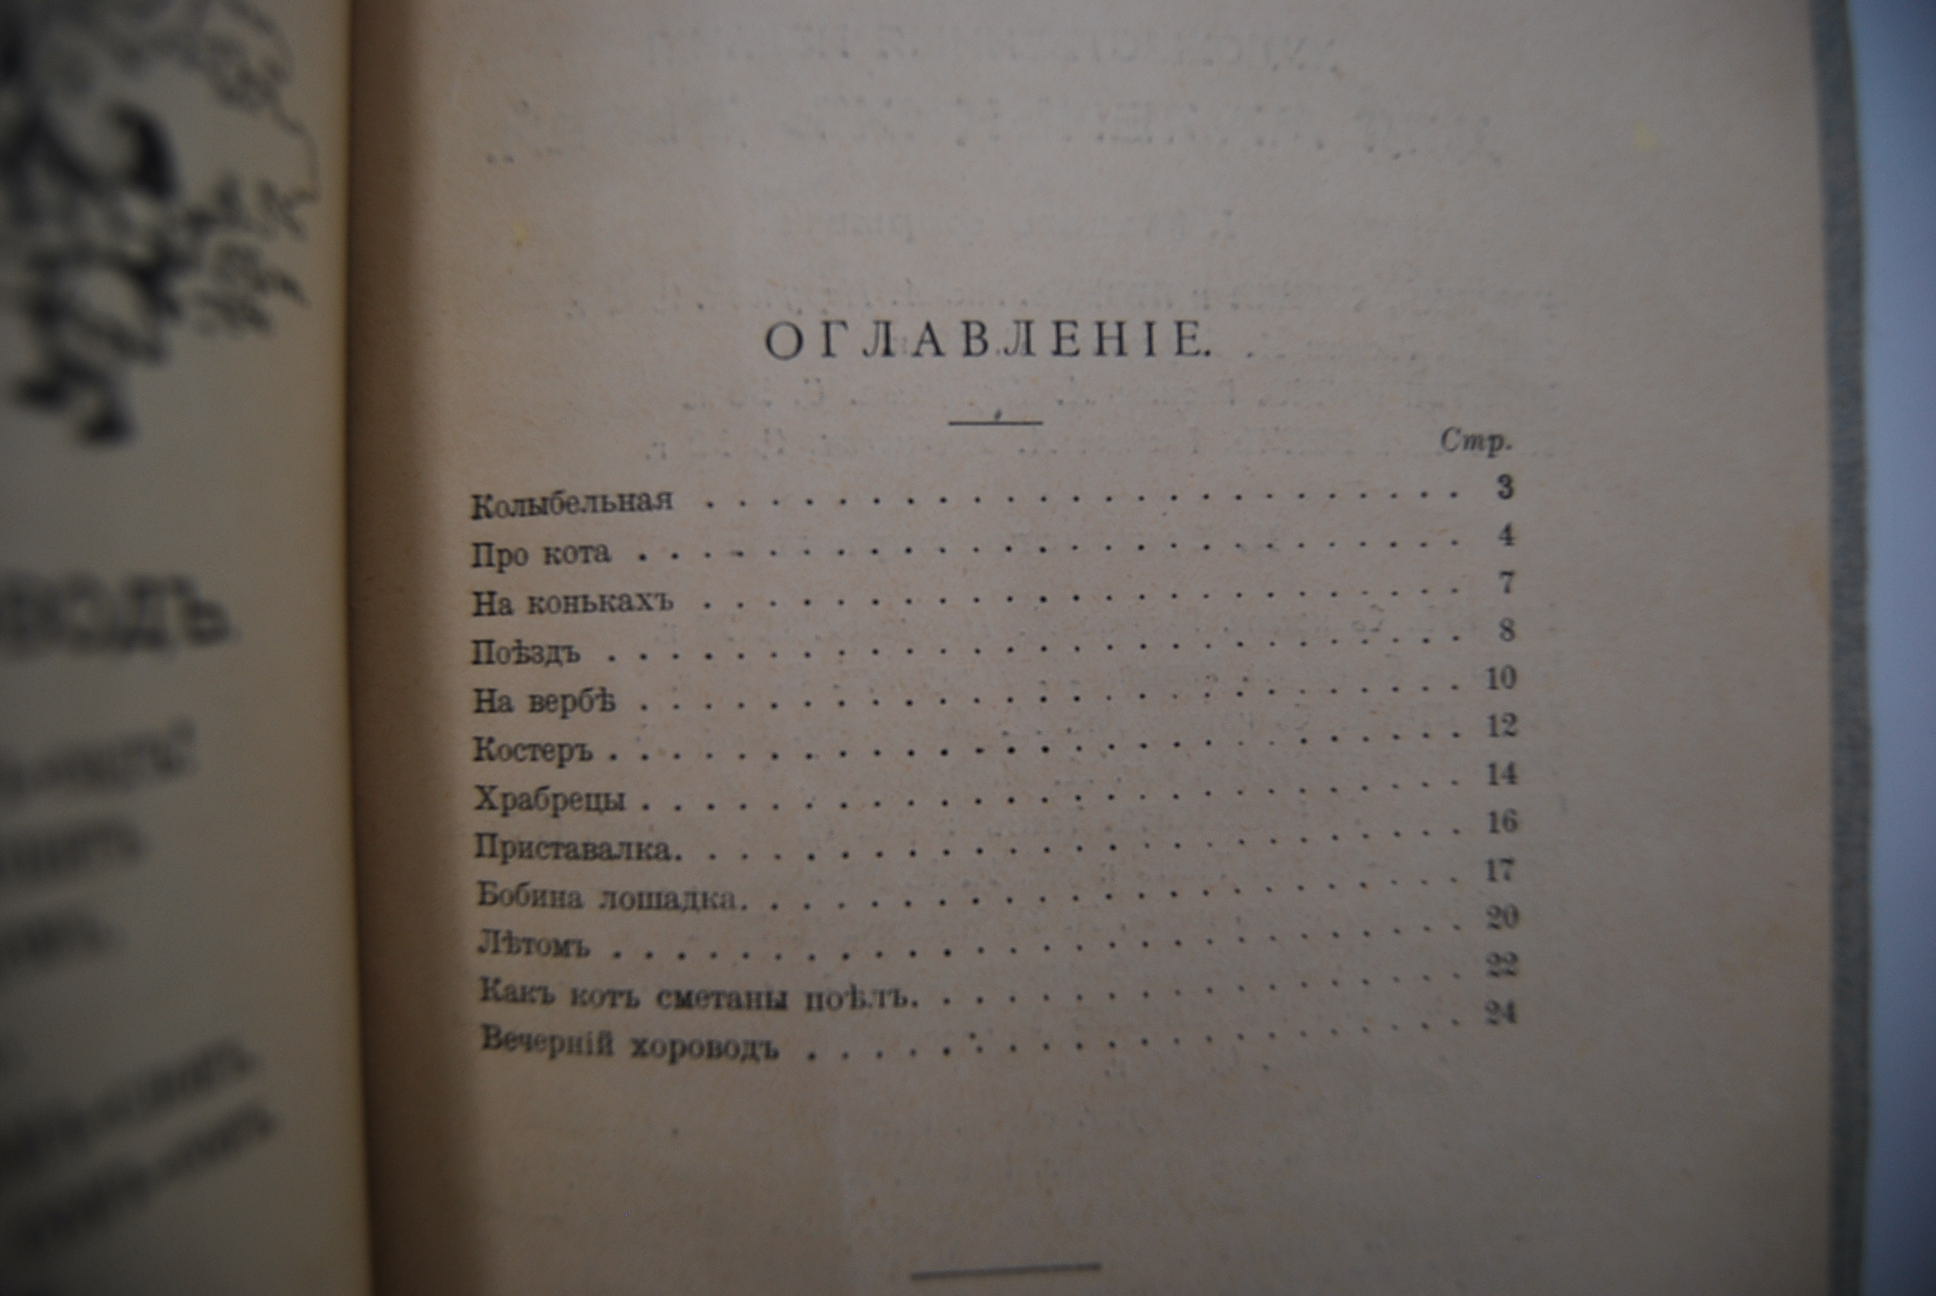 ОГЛАВЛЕНІЕ.
Стр.
Колыбельная . . . . . . . . . . . . . . . . . . . . . . . . 3
Про кота . . . . . . . . . . . . . . . . . . . . . . . . . . 4
На конькахъ . . . . . . . . . . . . . . . . . . . . . . . . 7
Поѣздъ . . . . . . . . . . . . . . . . . . . . . . . . . . . 8
На вербѣ . . . . . . . . . . . . . . . . . . . . . . . . . . 10
Костеръ . . . . . . . . . . . . . . . . . . . . . . . . . . . 12
Храбрецы . . . . . . . . . . . . . . . . . . . . . . . . . . 14
Приставалка. . . . . . . . . . . . . . . . . . . . . . . . . 16
Бобина лошадка. . . . . . . . . . . . . . . . . . . . . . . 17
Лѣтомъ . . . . . . . . . . . . . . . . . . . . . . . . . . . 20
Какъ котъ сметаны поѣлъ. . . . . . . . . . . . . . . . . . 22
Вечерній хороводъ . . . . . . . . . . . . . . . . . . . . . 24